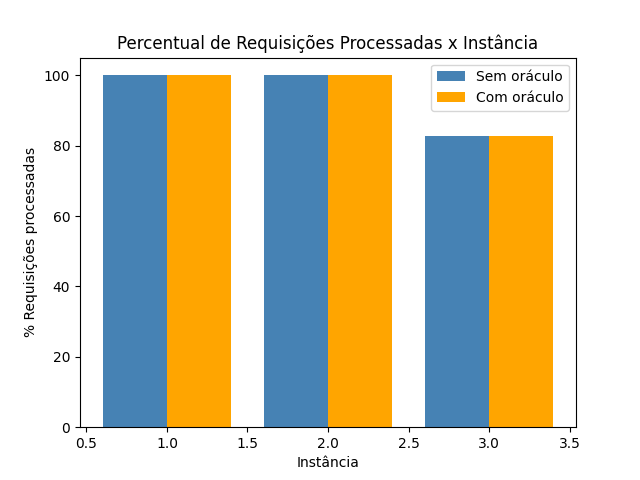 Percentual de Requisições Processadas x Instância
Sem oráculo
Com oráculo
% Requisições processadas
100
80
60
40
20
0
0.5 1.0 1.5 2.0 2.5 3.0 3.5
Instância